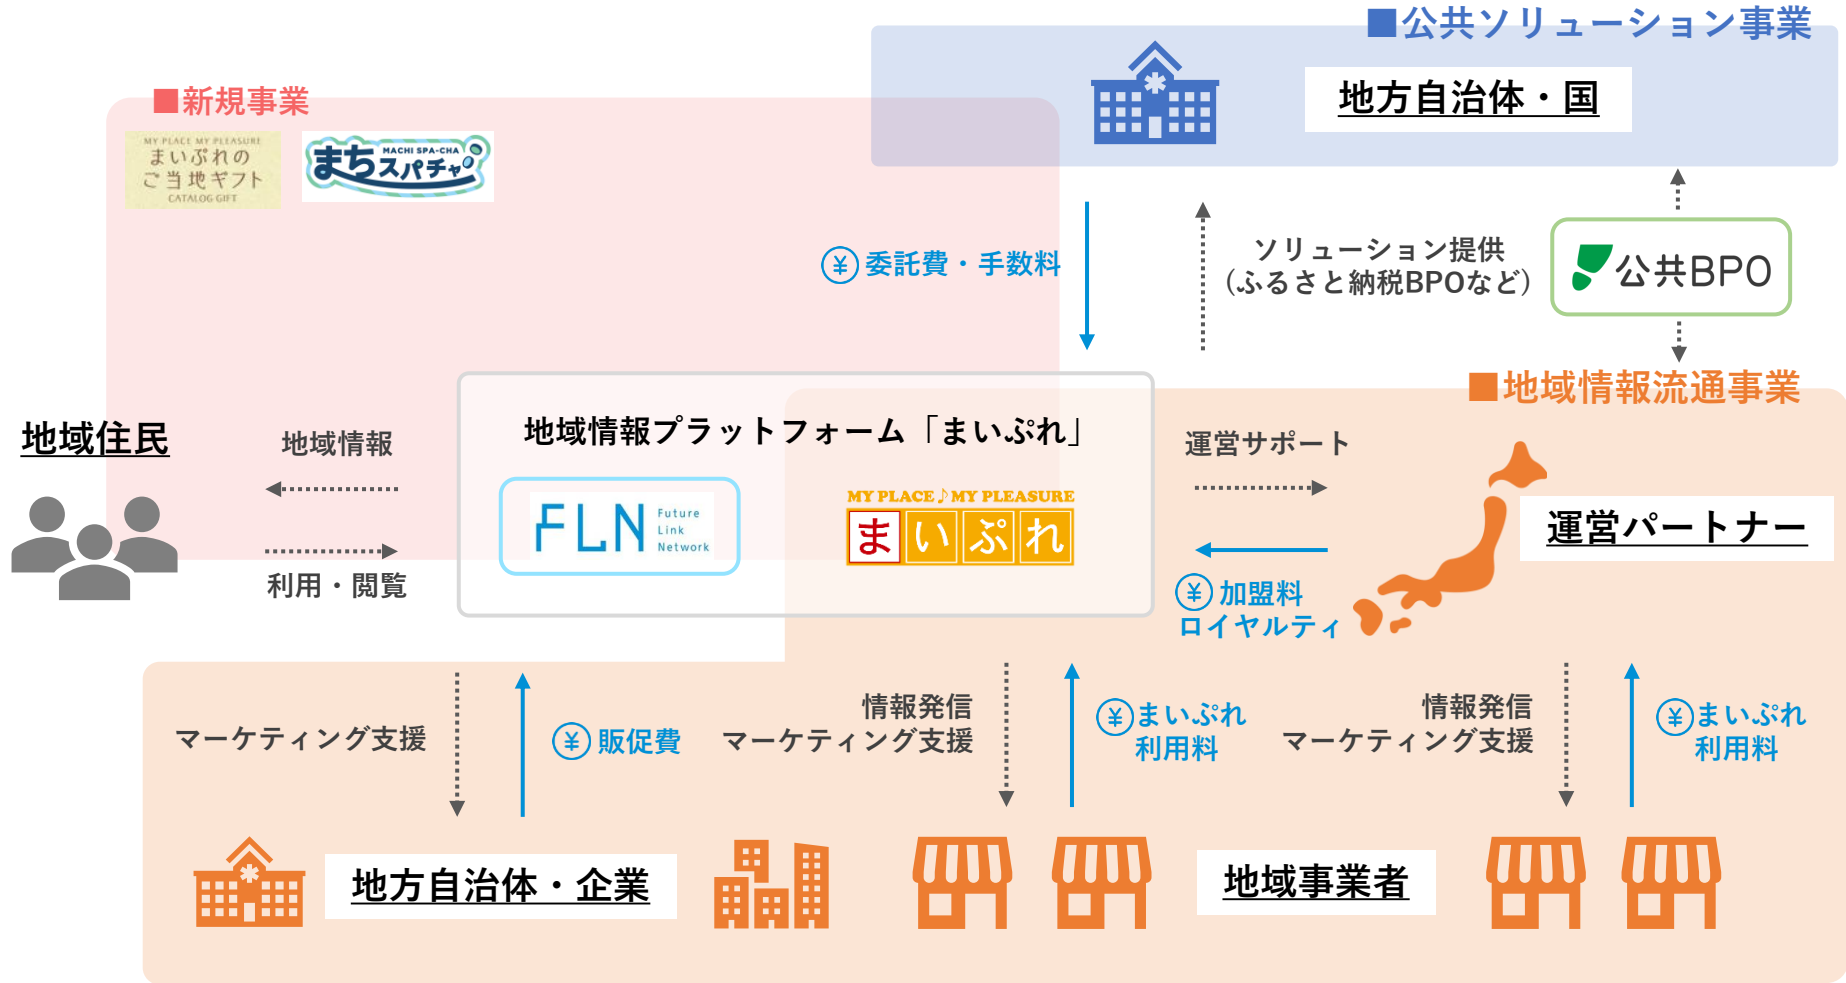 ■公共ソリューション事業
地方自治体・国
■新規事業
MY PLACE MY PLEASURE
まいぷれの
ご当地ギフト
CATALOG GIFT
MACHI SPA-CHA
まちスパチャ
¥ 委託費・手数料
ソリューション提供
（ふるさと納税BPOなど）
公共BPO
■地域情報流通事業
地域住民
地域情報
利用・閲覧
地域情報プラットフォーム「まいぷれ」
FLN
Future
Link
Network
MY PLACE♪MY PLEASURE
まいぷれ
運営サポート
¥ 加盟料
ロイヤルティ
運営パートナー
マーケティング支援
¥ 販促費
情報発信
マーケティング支援
¥ まいぷれ
利用料
情報発信
マーケティング支援
¥ まいぷれ
利用料
地方自治体・企業
地域事業者